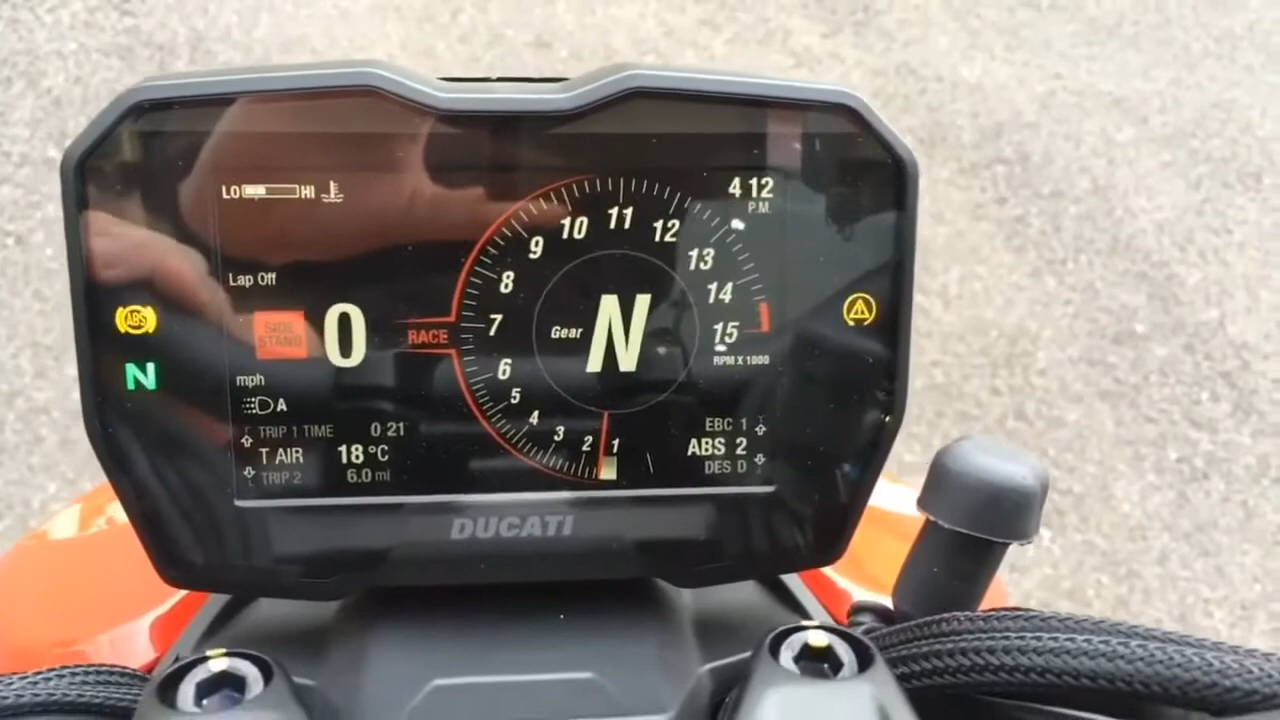 LO HI
4 12
P.M.
Lap Off
ABS
N
SIDE
STAND
0
mph
A
RACE
1
2
3
4
5
6
7
8
9
10
11
12
13
14
15
RPM X 1000
Gear N
TRIP 1 TIME 0 21
T AIR 18 °C
TRIP 2 6.0 mi
EBC 1
ABS 2
DES D
DUCATI